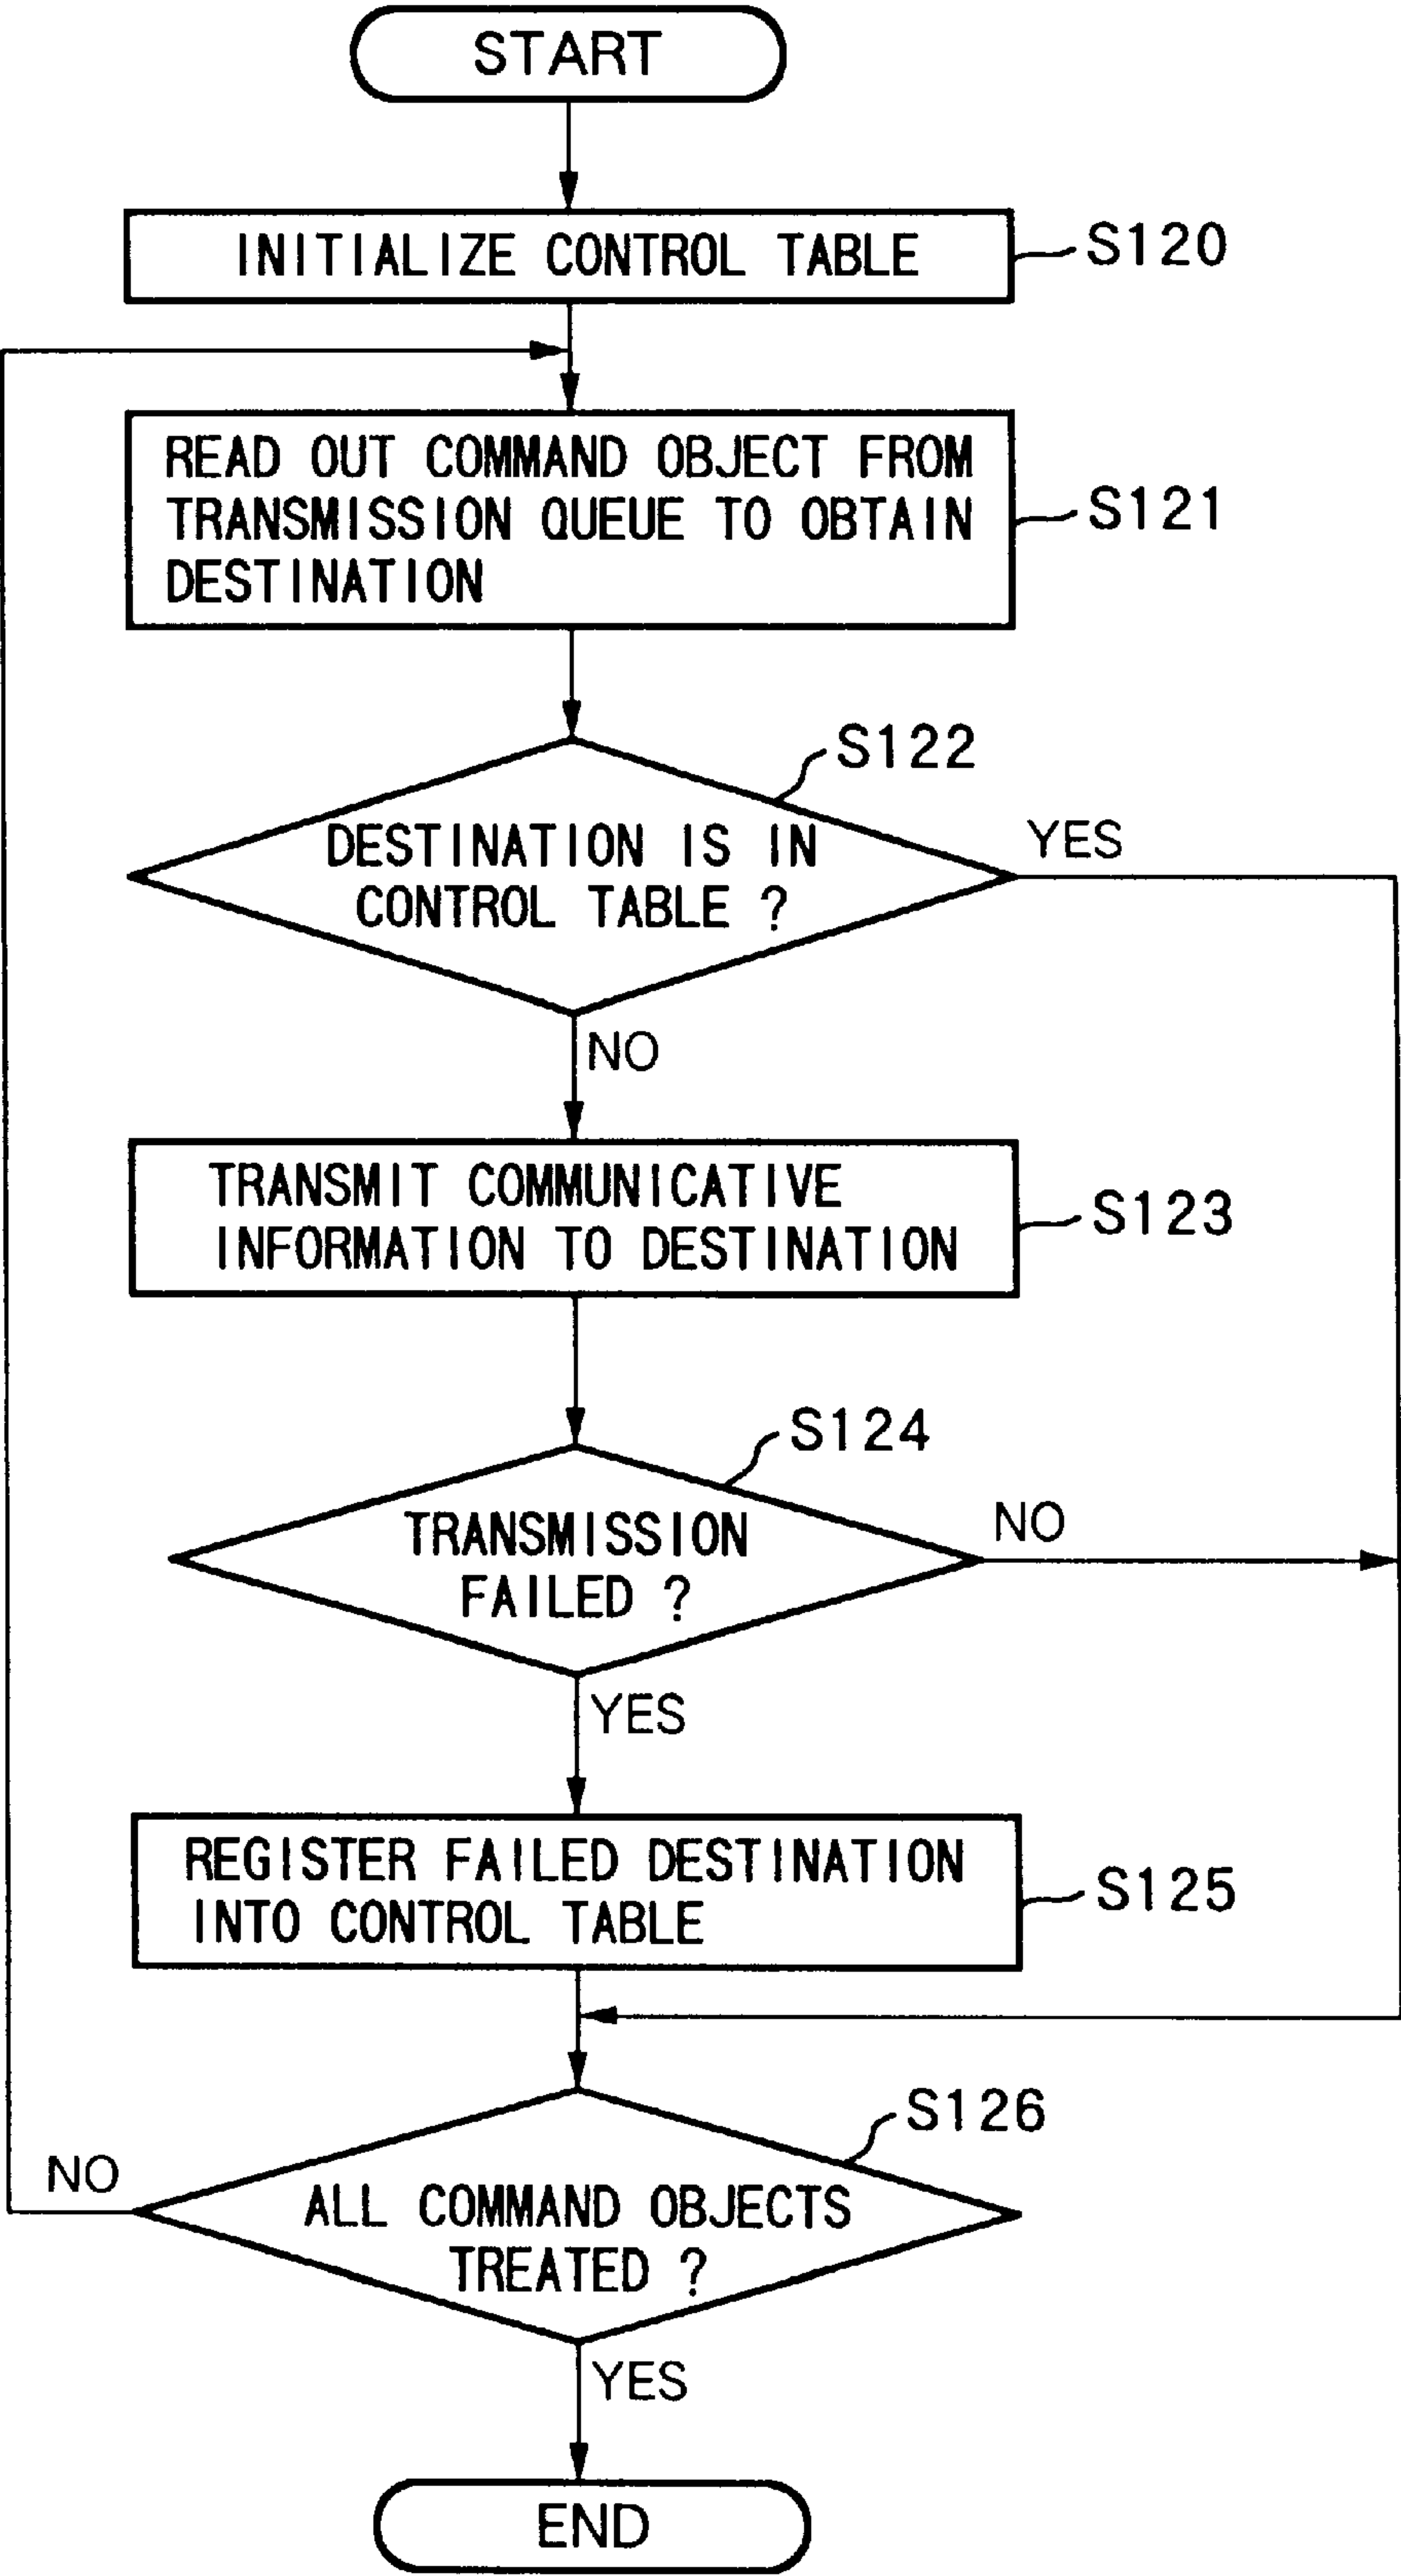 START
INITIALIZE CONTROL TABLE
S120
READ OUT COMMAND OBJECT FROM
TRANSMISSION QUEUE TO OBTAIN
DESTINATION
S121
S122
DESTINATION IS IN
CONTROL TABLE ?
YES
NO
TRANSMIT COMMUNICATIVE
INFORMATION TO DESTINATION
S123
S124
TRANSMISSION
FAILED ?
NO
YES
REGISTER FAILED DESTINATION
INTO CONTROL TABLE
S125
S126
NO
ALL COMMAND OBJECTS
TREATED ?
YES
END